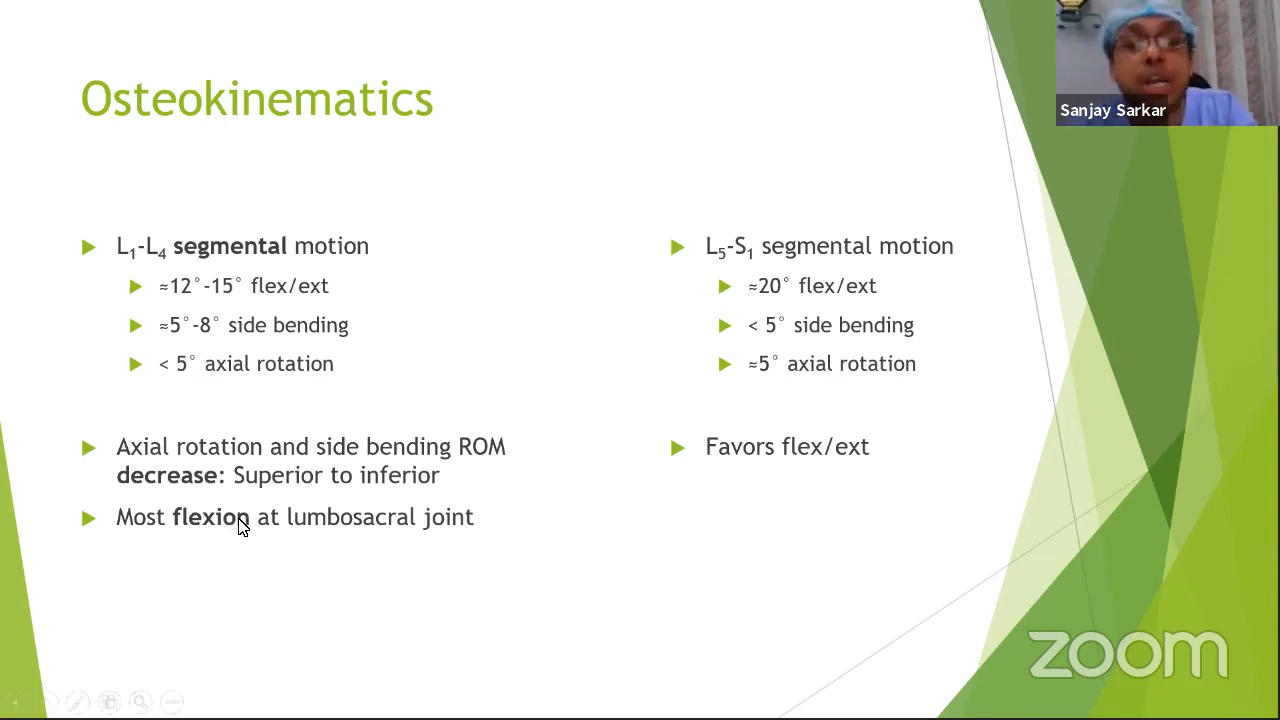 Osteokinematics
L₁-L₄ segmental motion
≈12˚-15˚ flex/ext
≈5˚-8˚ side bending
< 5˚ axial rotation
Axial rotation and side bending ROM
decrease: Superior to inferior
Most flexion at lumbosacral joint
L₅-S₁ segmental motion
≈20˚ flex/ext
< 5˚ side bending
≈5˚ axial rotation
Favors flex/ext
Sanjay Sarkar
zoom